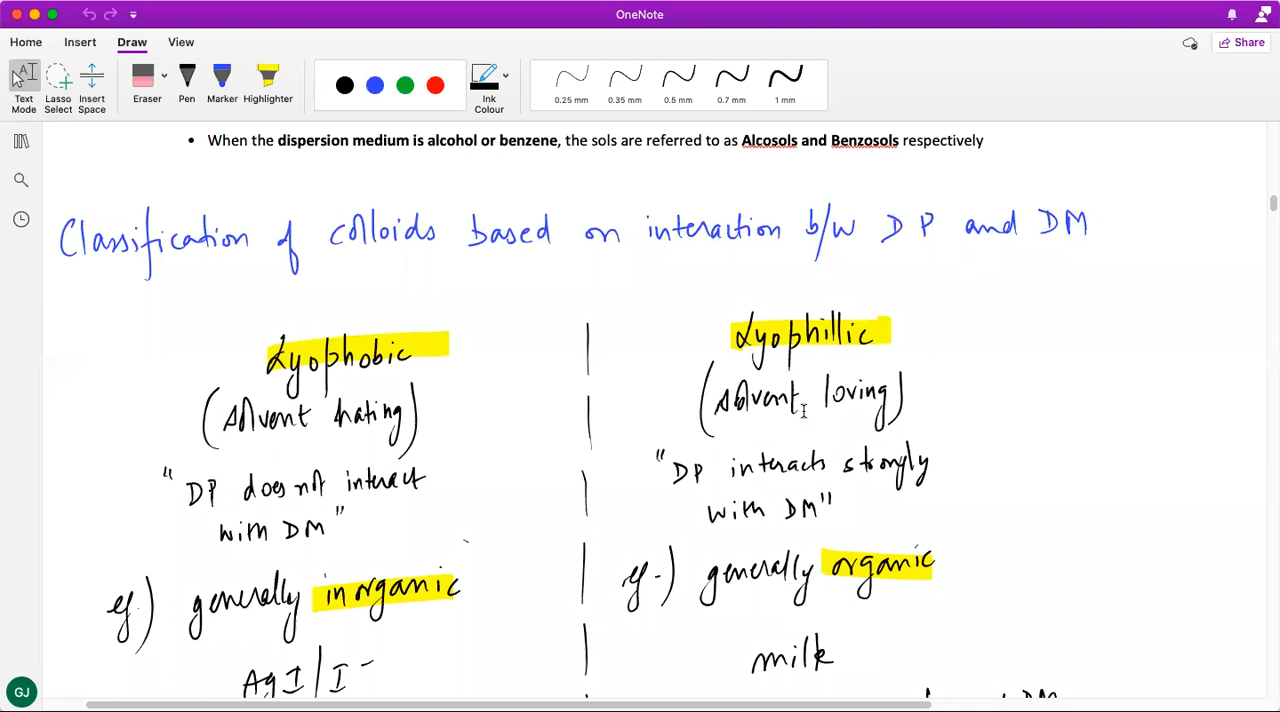 OneNote
Home Insert Draw View
Share
Text Mode
Lasso Select
Insert Space
Eraser
Pen
Marker
Highlighter
Ink Colour
0.25 mm
0.35 mm
0.5 mm
0.7 mm
1 mm
• When the dispersion medium is alcohol or benzene, the sols are referred to as Alcosols and Benzosols respectively
Classification of colloids based on interaction b/w DP and DM
Lyophobic
(solvent hating)
"DP does not interact
with DM"
eg.) generally inorganic
AgI/I⁻
Lyophillic
(solvent loving)
"DP interacts strongly
with DM"
eg.) generally organic
milk
DM
GJ